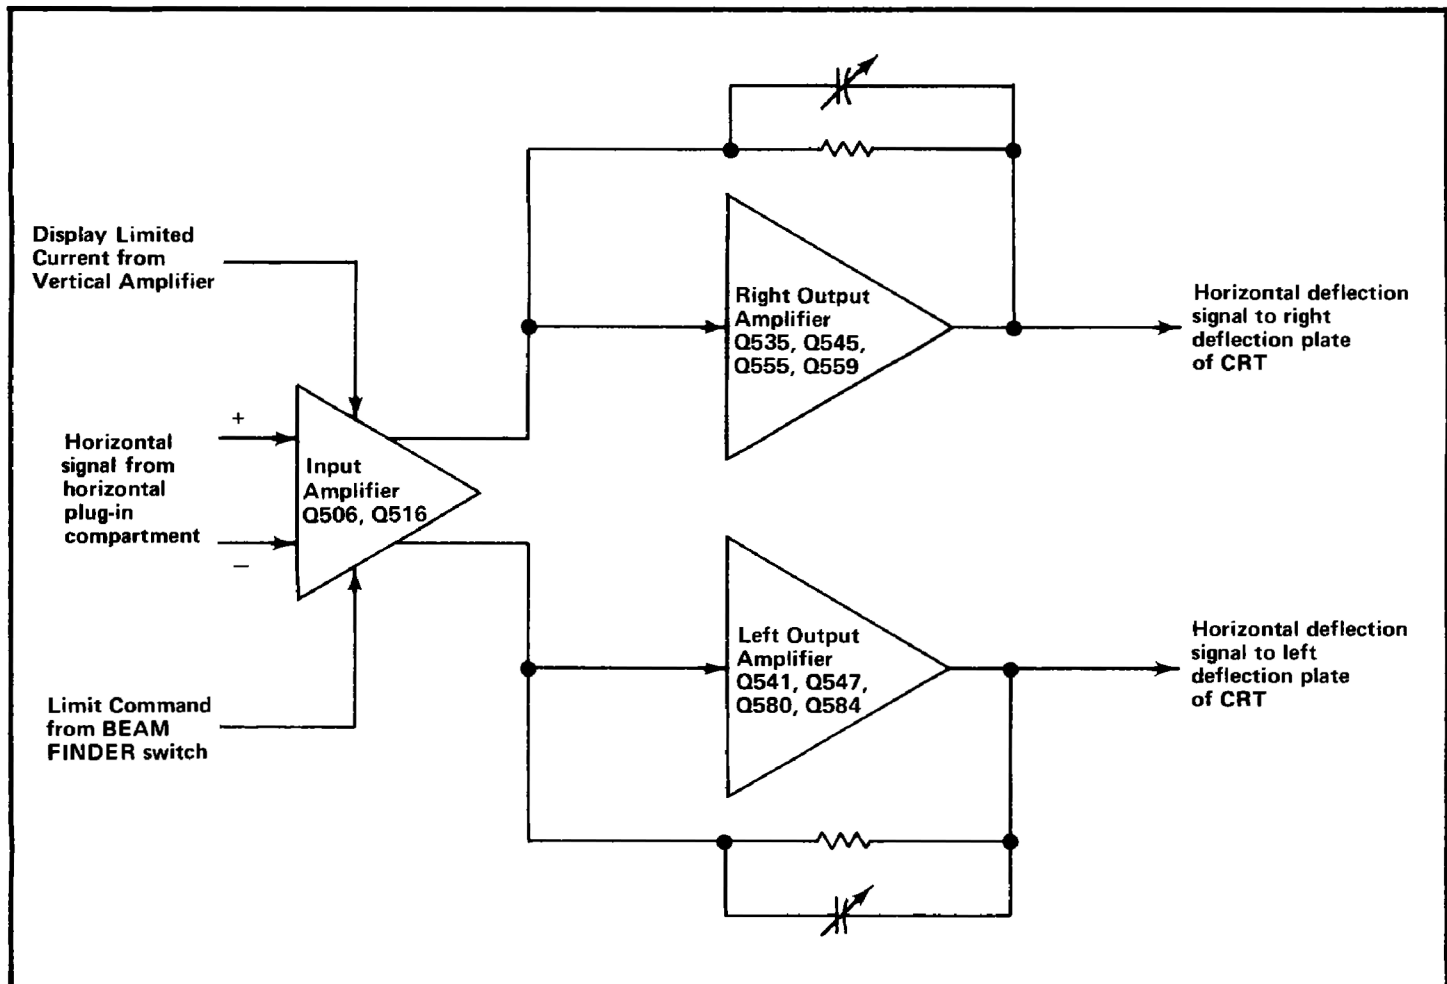 Display Limited
Current from
Vertical Amplifier
+
Horizontal
signal from
horizontal
plug-in
compartment
−
Limit Command
from BEAM
FINDER switch
Input
Amplifier
Q506, Q516
Right Output
Amplifier
Q535, Q545,
Q555, Q559
Horizontal deflection
signal to right
deflection plate
of CRT
Left Output
Amplifier
Q541, Q547,
Q580, Q584
Horizontal deflection
signal to left
deflection plate
of CRT